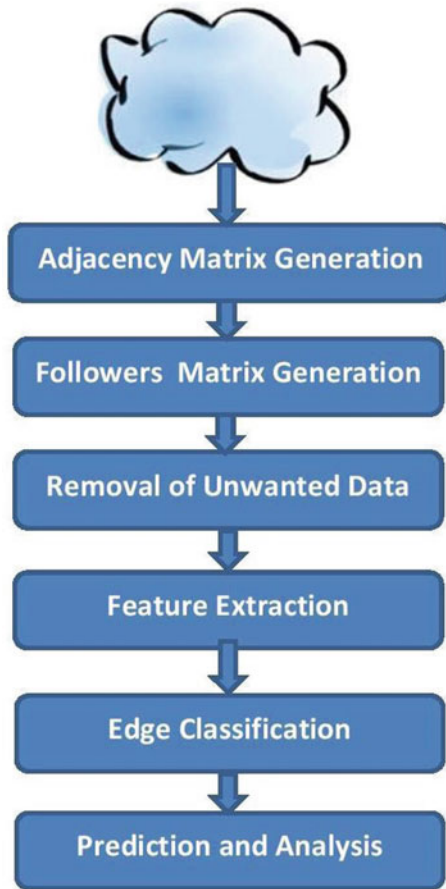 Adjacency Matrix Generation
Followers Matrix Generation
Removal of Unwanted Data
Feature Extraction
Edge Classification
Prediction and Analysis